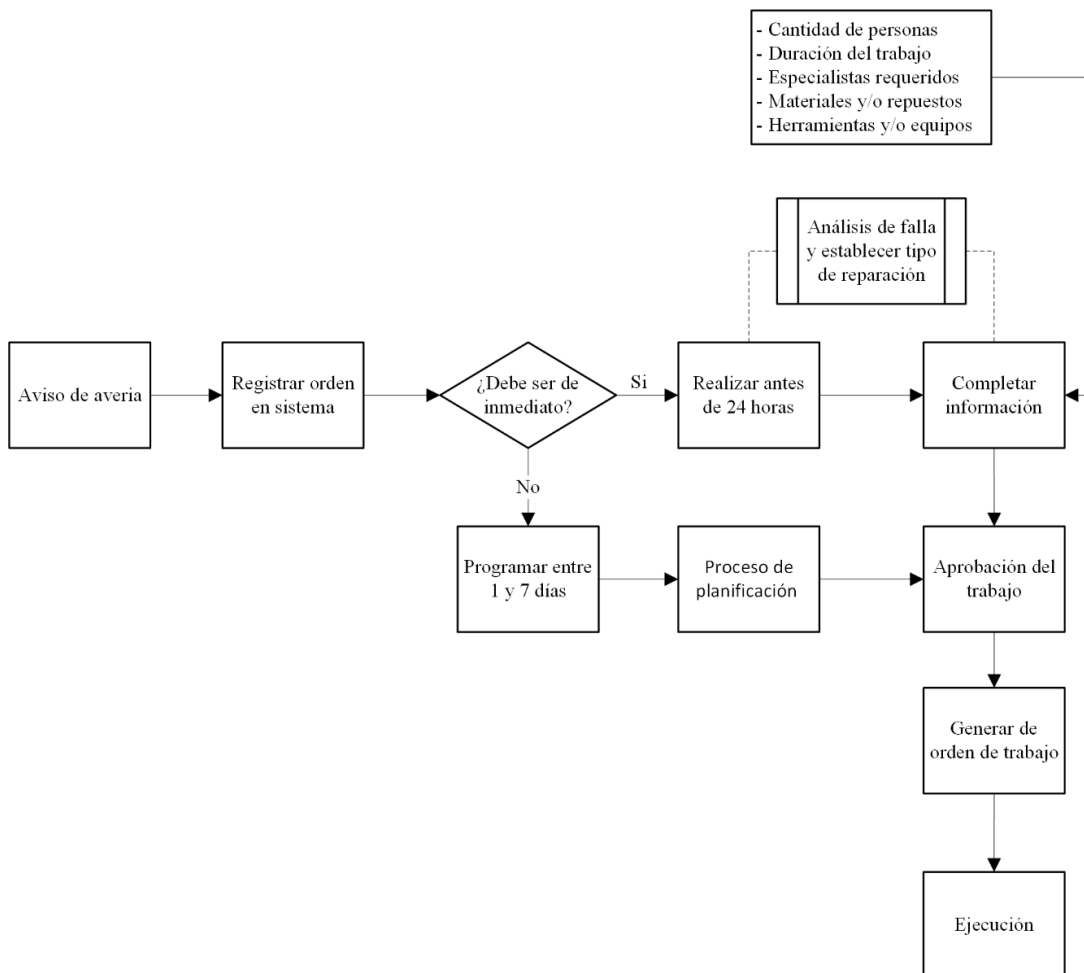 - Cantidad de personas
- Duración del trabajo
- Especialistas requeridos
- Materiales y/o repuestos
- Herramientas y/o equipos
Análisis de falla
y establecer tipo
de reparación
Aviso de averia
Registrar orden
en sistema
¿Debe ser de
inmediato?
Si
Realizar antes
de 24 horas
Completar
información
No
Programar entre
1 y 7 días
Proceso de
planificación
Aprobación del
trabajo
Generar de
orden de trabajo
Ejecución